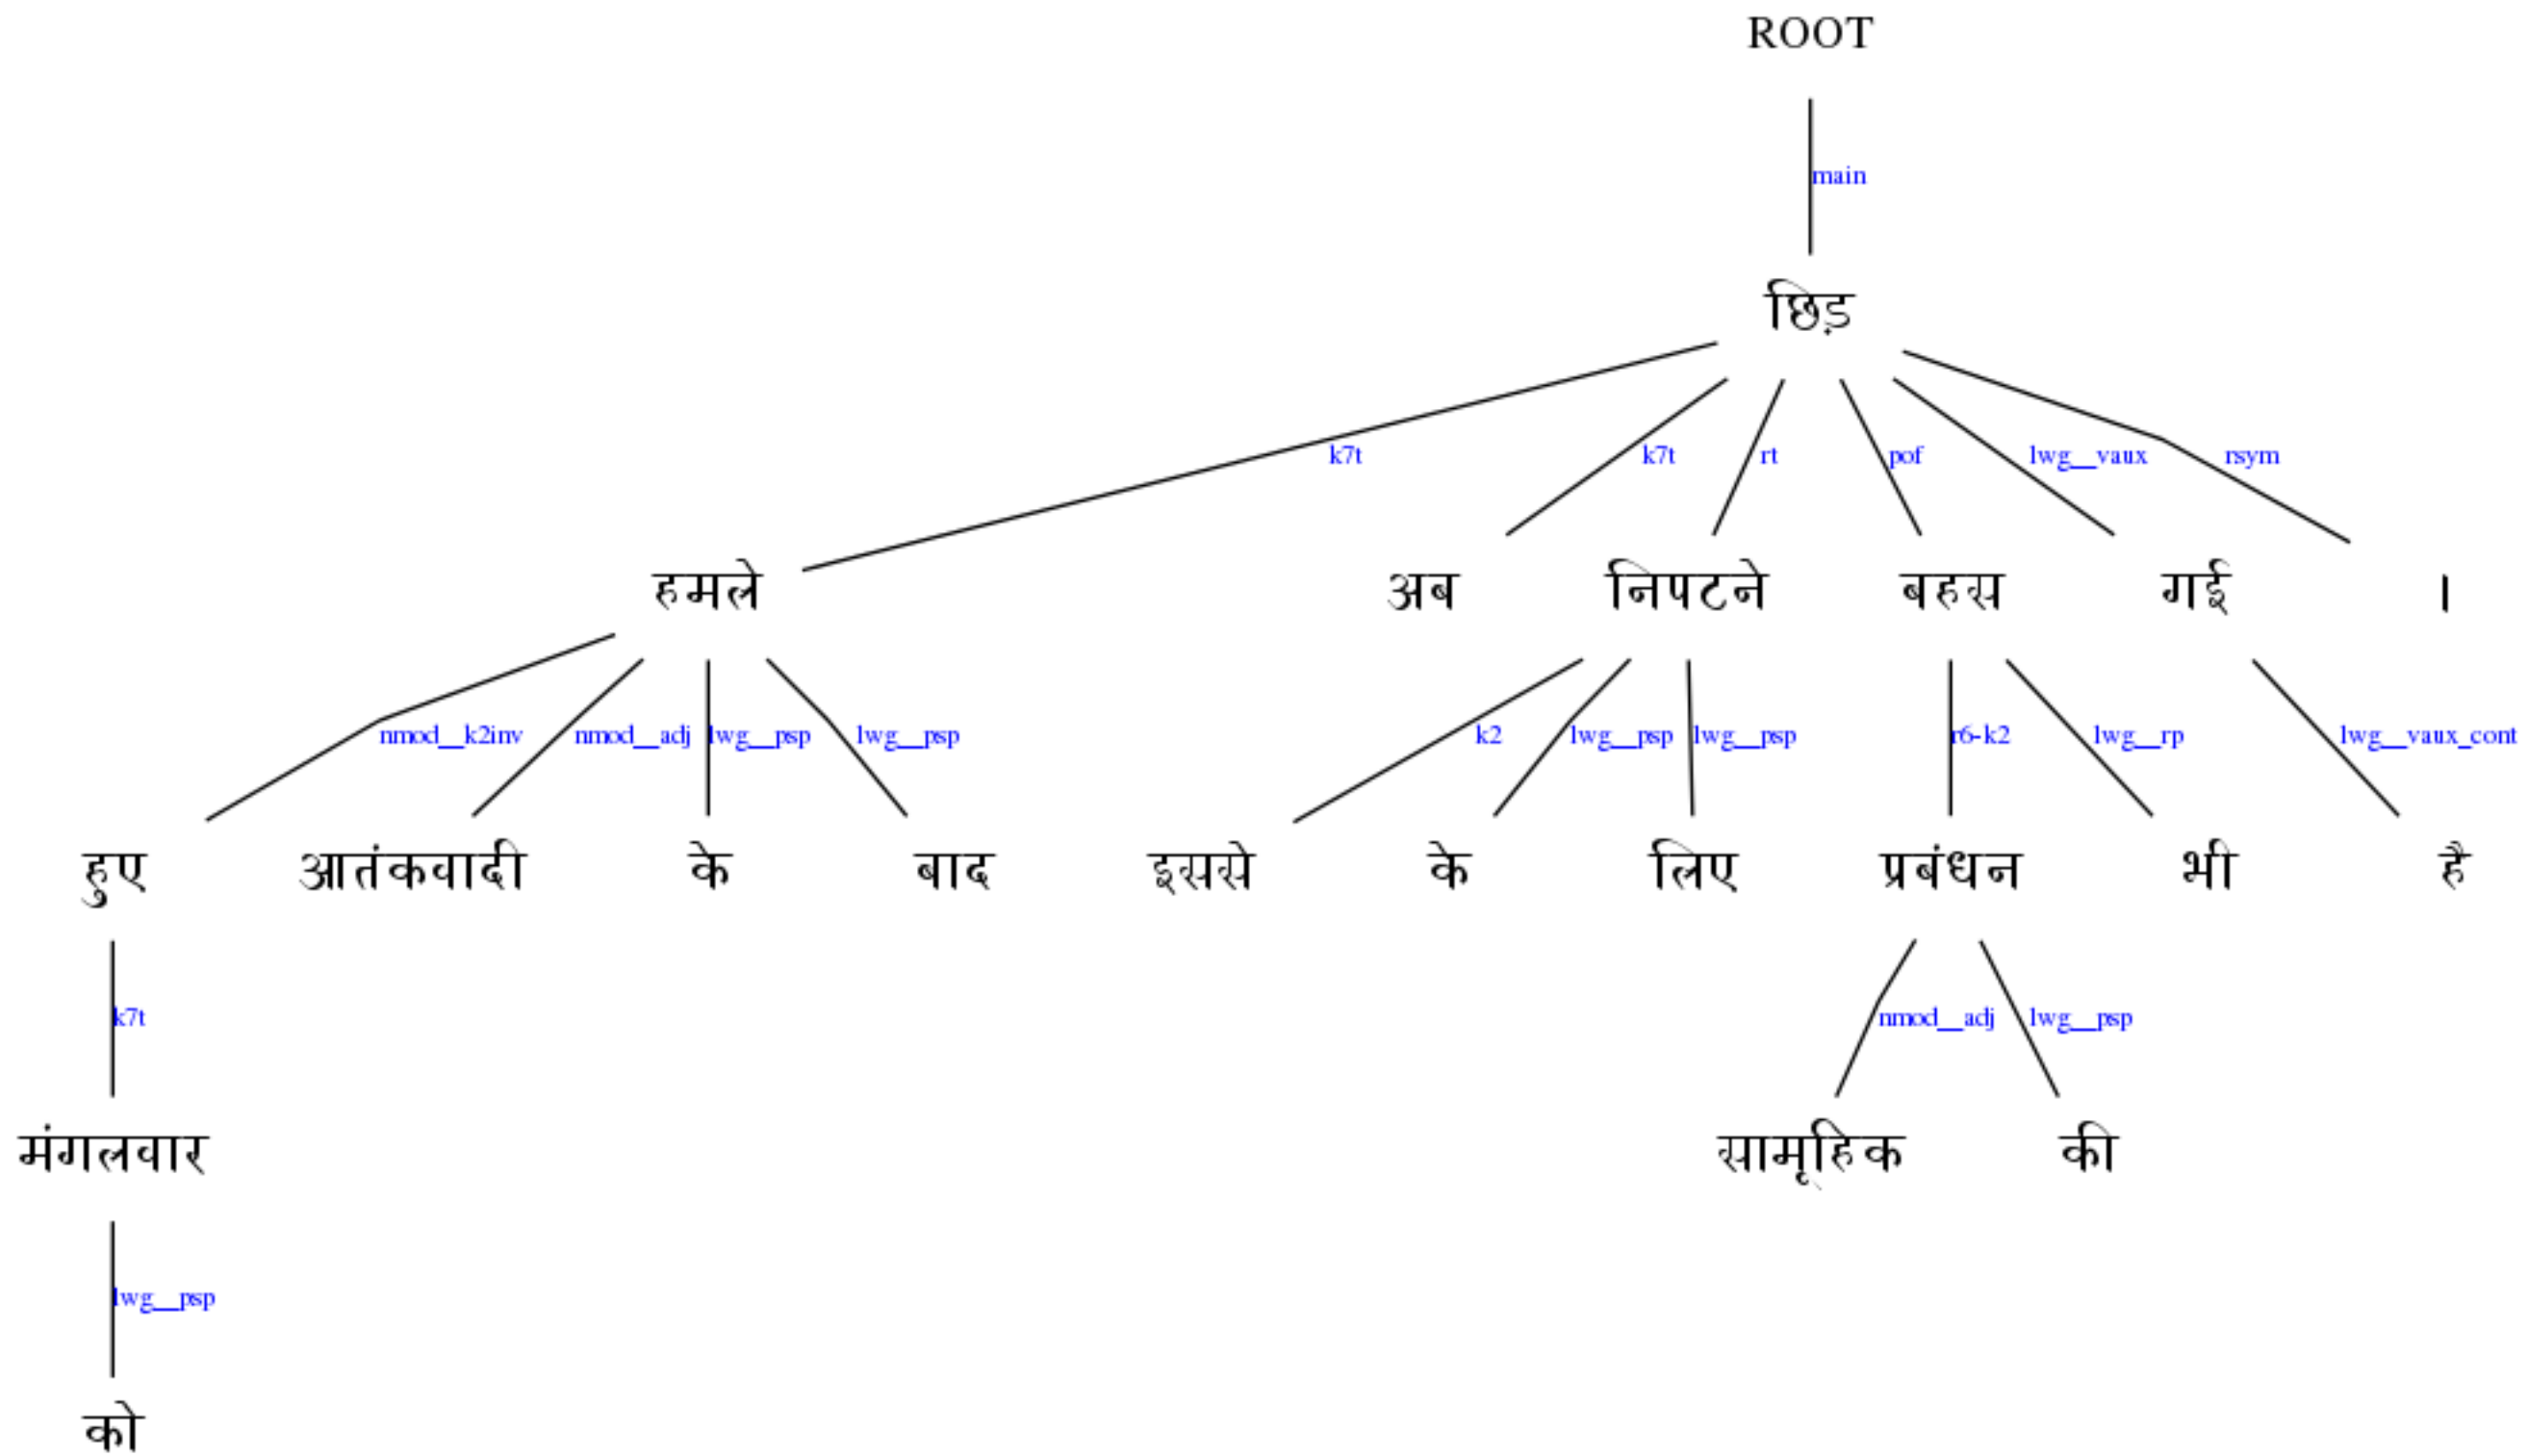 ROOT
main
छिड़
k7t k7t rt pof lwg__vaux rsym
हमले अब निपटने बहस गई ।
nmod__k2inv nmod__adj lwg__psp lwg__psp k2 lwg__psp lwg__psp r6-k2 lwg__rp lwg__vaux_cont
हुए आतंकवादी के बाद इससे के लिए प्रबंधन भी है
k7t nmod__adj lwg__psp
मंगलवार सामूहिक की
lwg__psp
को